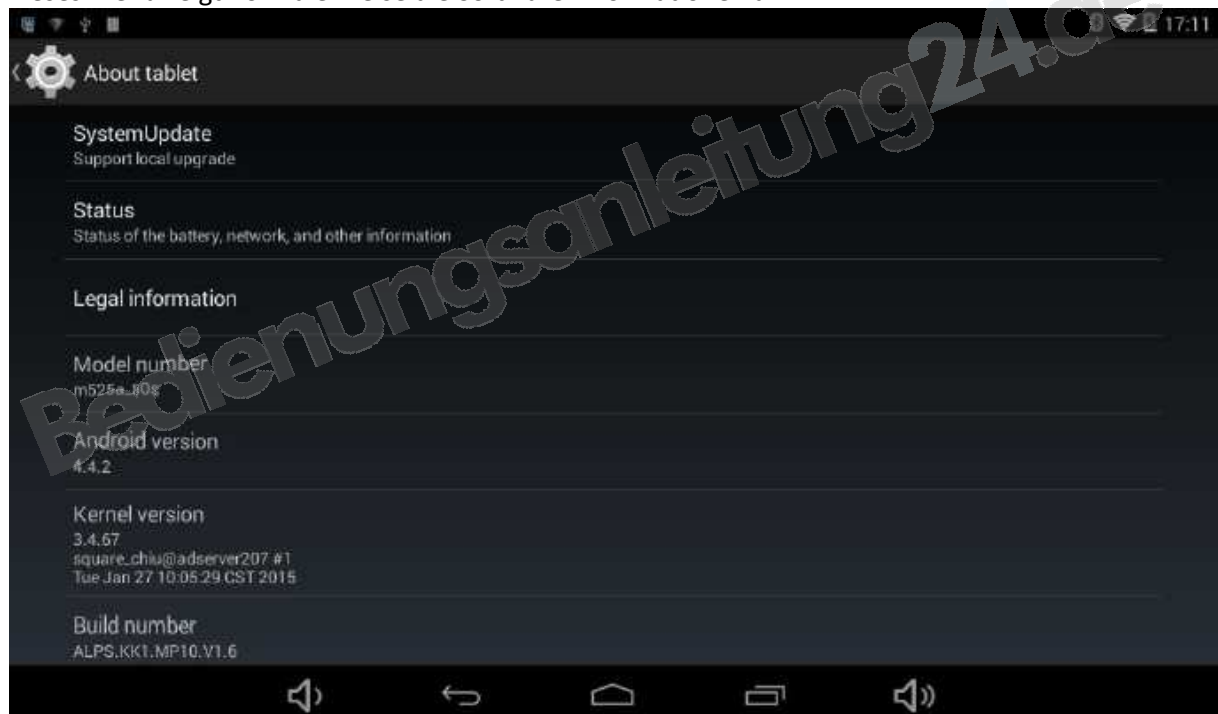 17:11
About tablet
SystemUpdate
Support local upgrade
Status
Status of the battery, network, and other information
Legal information
Model number
Android version
4.4.2
Kernel version
3.4.67
square_chiu@adserver207 #1
Tue Jan 27 10:05:29 CST 2015
Build number
ALPS.KK1.MP10.V1.6
Bedienungsanleitung24.de